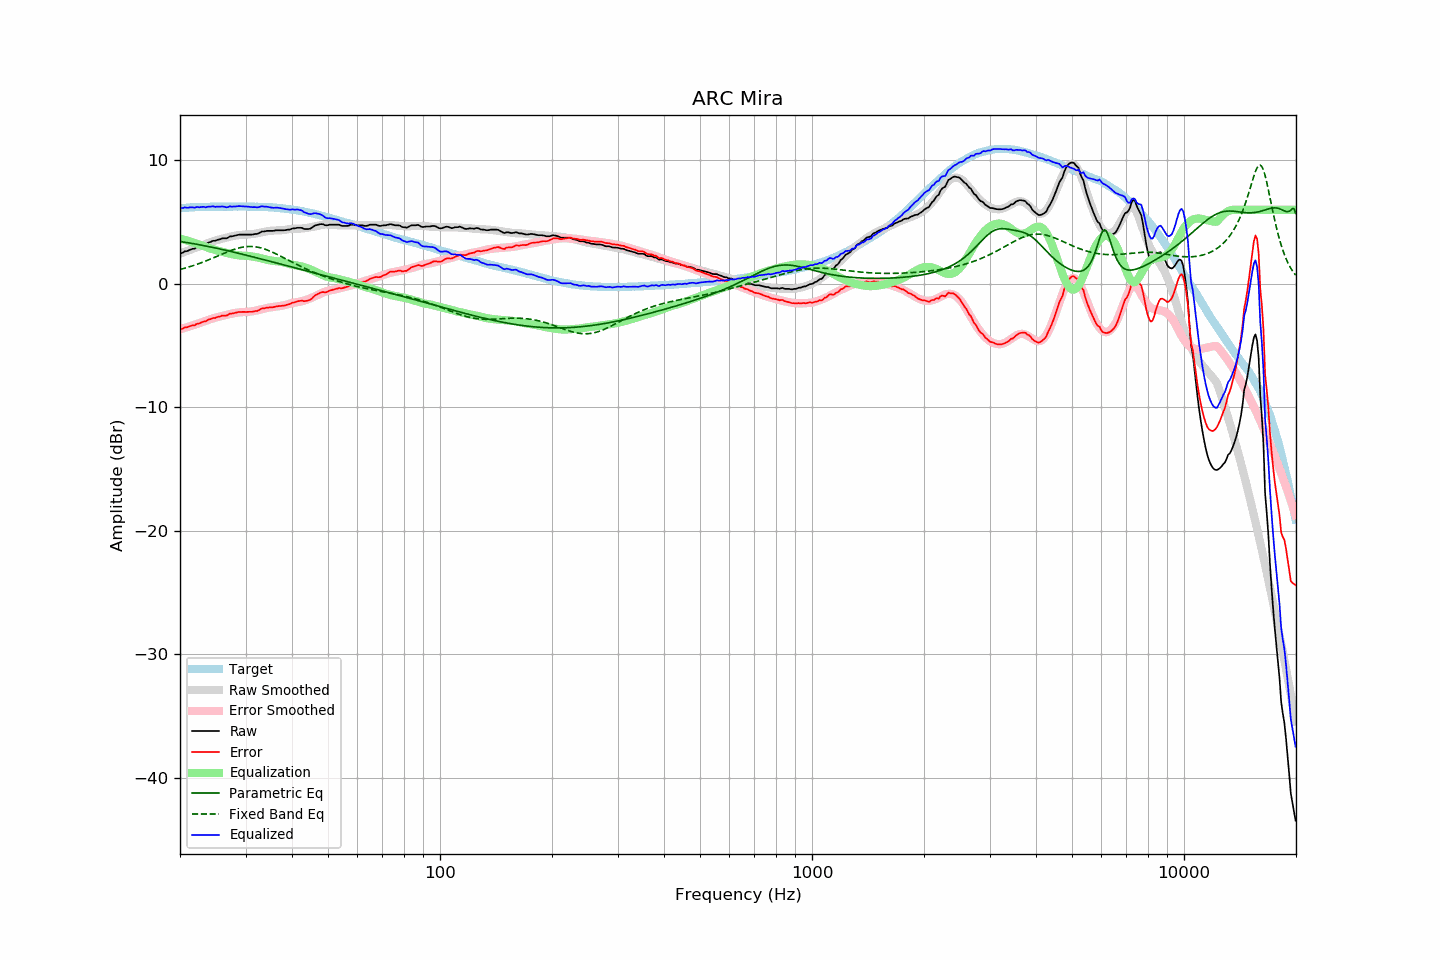 ARC Mira
Amplitude (dBr)
10
0
−10
−20
−30
−40
Target
Raw Smoothed
Error Smoothed
Raw
Error
Equalization
Parametric Eq
Fixed Band Eq
Equalized
100
1000
10000
Frequency (Hz)